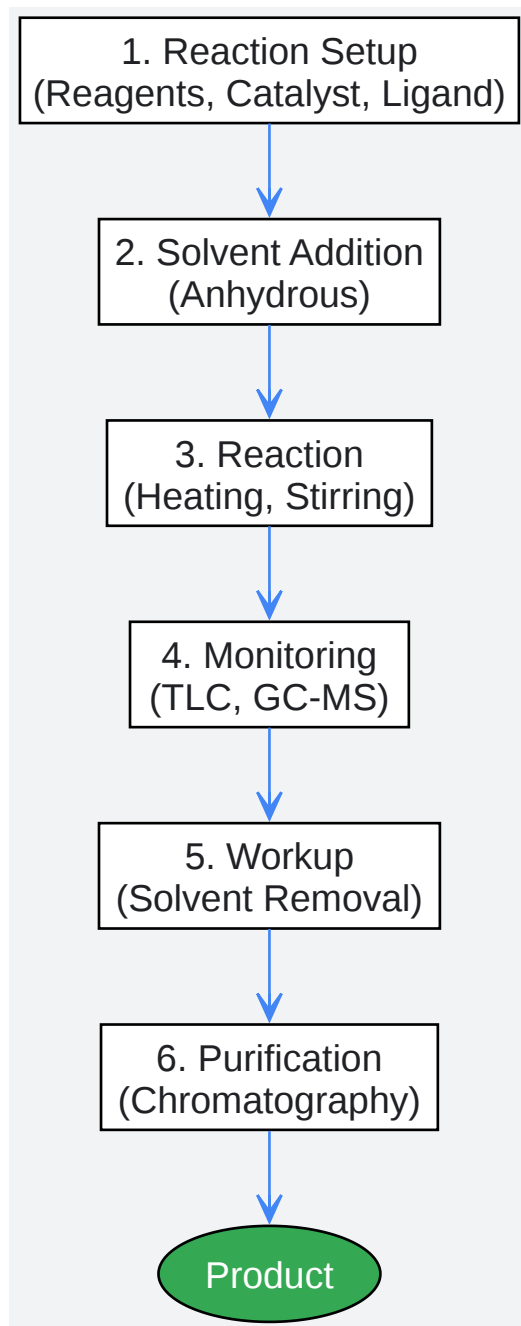 1. Reaction Setup
(Reagents, Catalyst, Ligand)
2. Solvent Addition
(Anhydrous)
3. Reaction
(Heating, Stirring)
4. Monitoring
(TLC, GC-MS)
5. Workup
(Solvent Removal)
6. Purification
(Chromatography)
Product